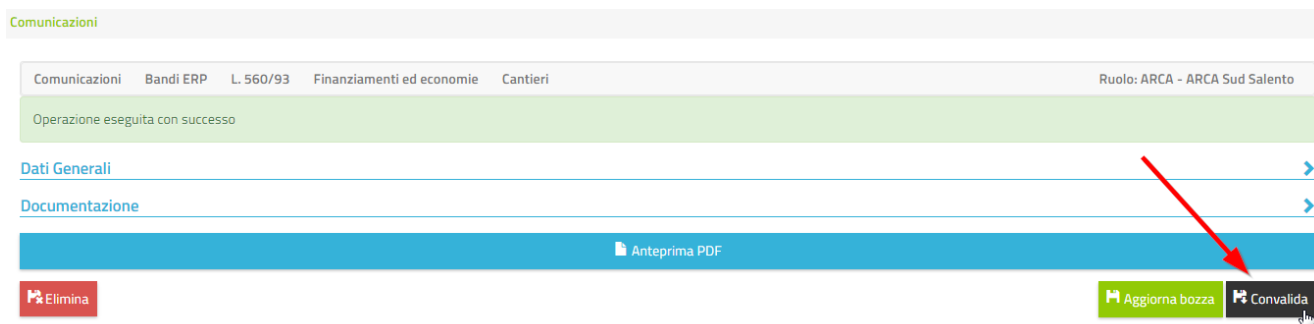 Comunicazioni
Comunicazioni Bandi ERP L. 560/93 Finanziamenti ed economie Cantieri Ruolo: ARCA - ARCA Sud Salento
Operazione eseguita con successo
Dati Generali
Documentazione
Anteprima PDF
Elimina Aggiorna bozza Convalida